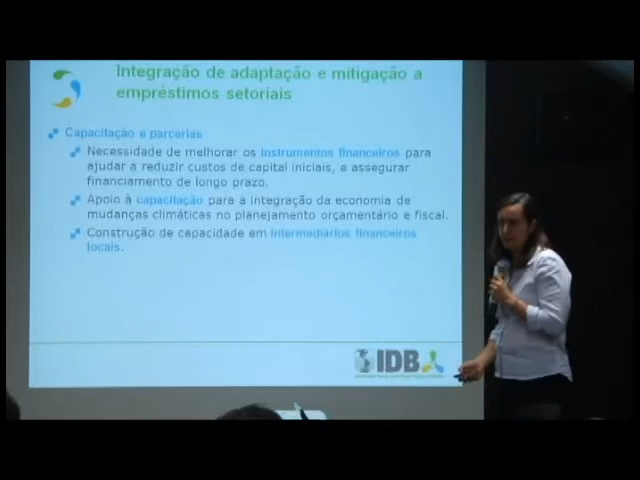 Integração de adaptação e mitigação a
empréstimos setoriais
Capacitação e parcerias
Necessidade de melhorar os instrumentos financeiros para
ajudar a reduzir custos de capital iniciais, e assegurar
financiamento de longo prazo.
Apoio à capacitação para a integração da economia de
mudanças climáticas no planejamento orçamentário e fiscal.
Construção de capacidade em intermediários financeiros
locais.
IDB